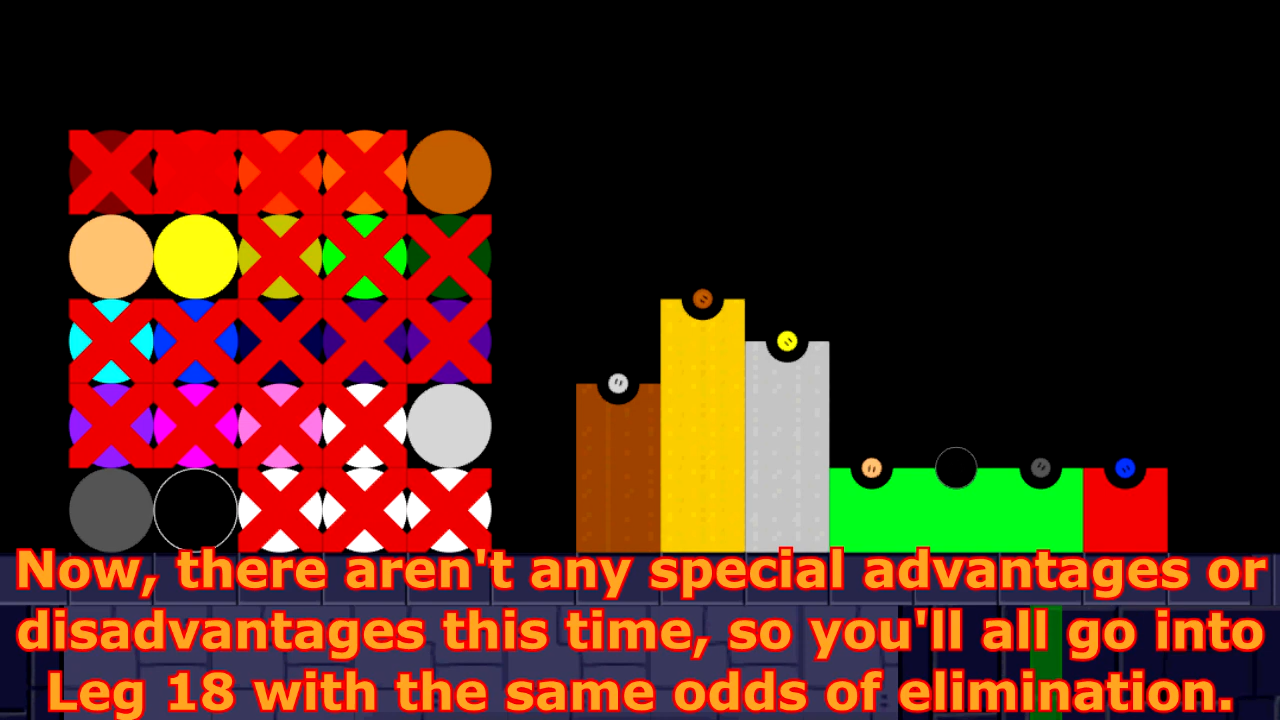 Now, there aren't any special advantages or
disadvantages this time, so you'll all go into
Leg 18 with the same odds of elimination.